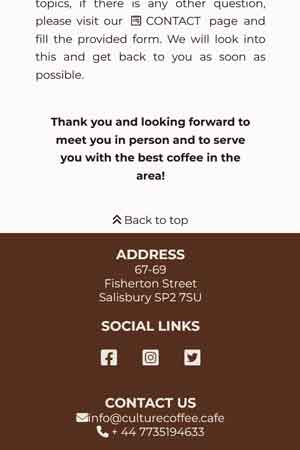 topics, if there is any other question,
please visit our CONTACT page and
fill the provided form. We will look into
this and get back to you as soon as
possible.
Thank you and looking forward to
meet you in person and to serve
you with the best coffee in the
area!
Back to top
ADDRESS
67-69
Fisherton Street
Salisbury SP2 7SU
SOCIAL LINKS
CONTACT US
info@culturecoffee.cafe
+ 44 7735194633